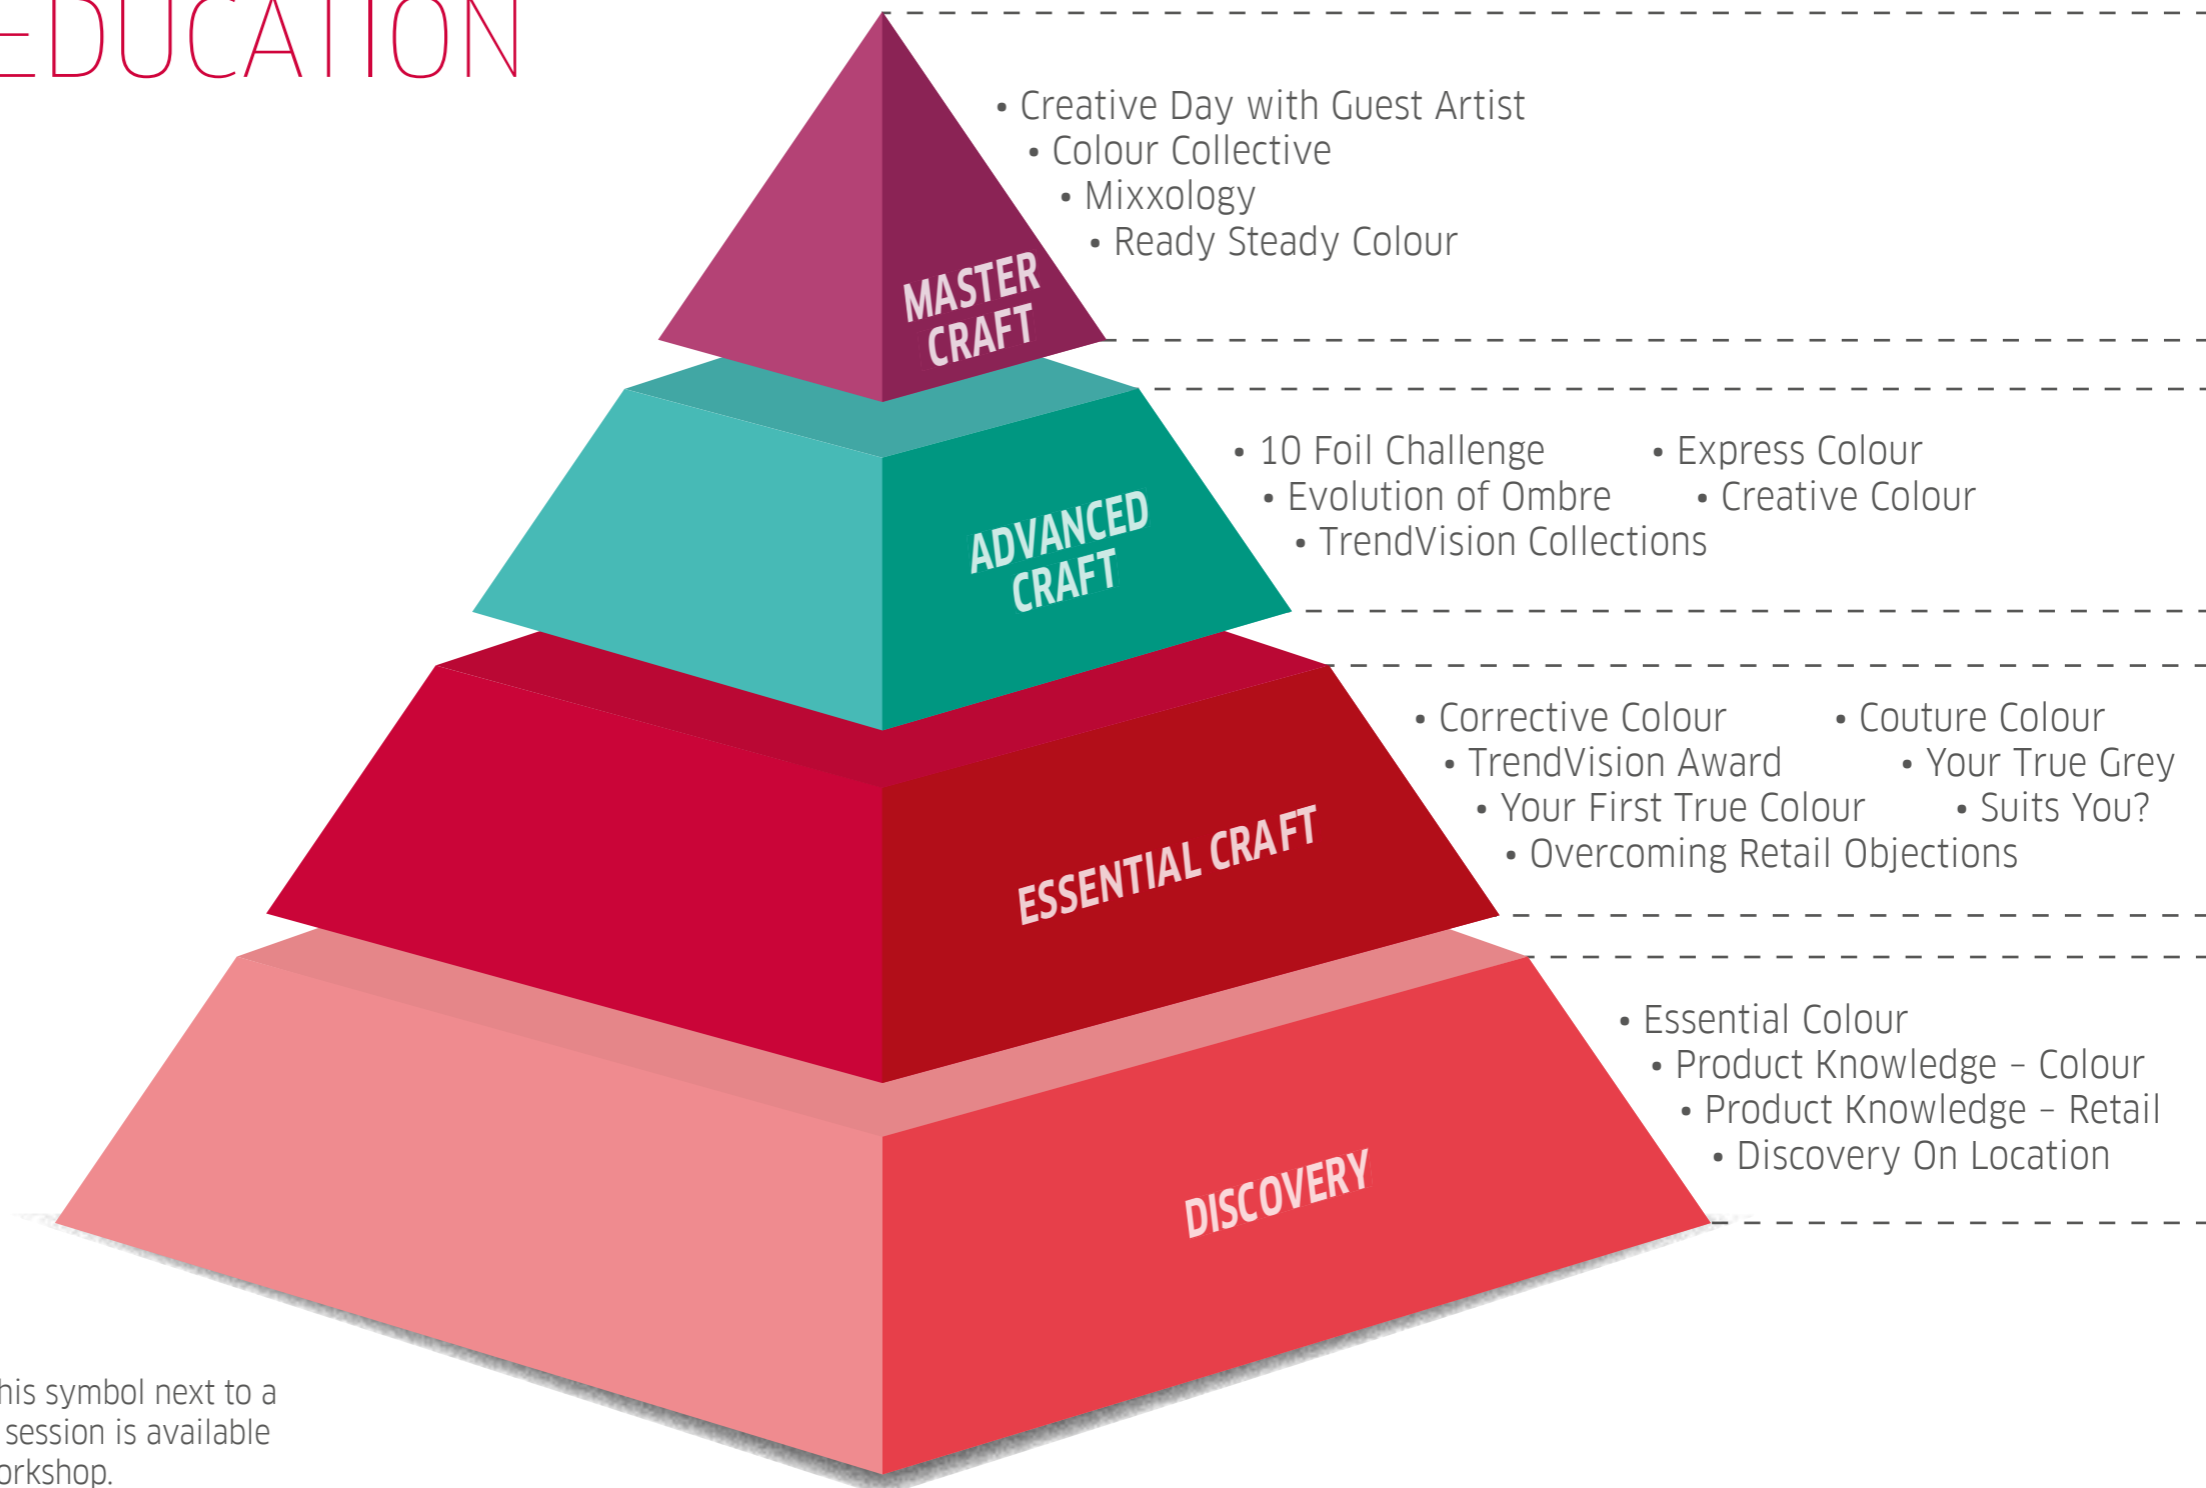 EDUCATION
• Creative Day with Guest Artist
• Colour Collective
• Mixxology
• Ready Steady Colour
MASTER
CRAFT
• 10 Foil Challenge • Express Colour
• Evolution of Ombre • Creative Colour
• TrendVision Collections
ADVANCED
CRAFT
• Corrective Colour • Couture Colour
• TrendVision Award • Your True Grey
• Your First True Colour • Suits You?
• Overcoming Retail Objections
ESSENTIAL CRAFT
• Essential Colour
• Product Knowledge – Colour
• Product Knowledge – Retail
• Discovery On Location
DISCOVERY
his symbol next to a
session is available
orkshop.